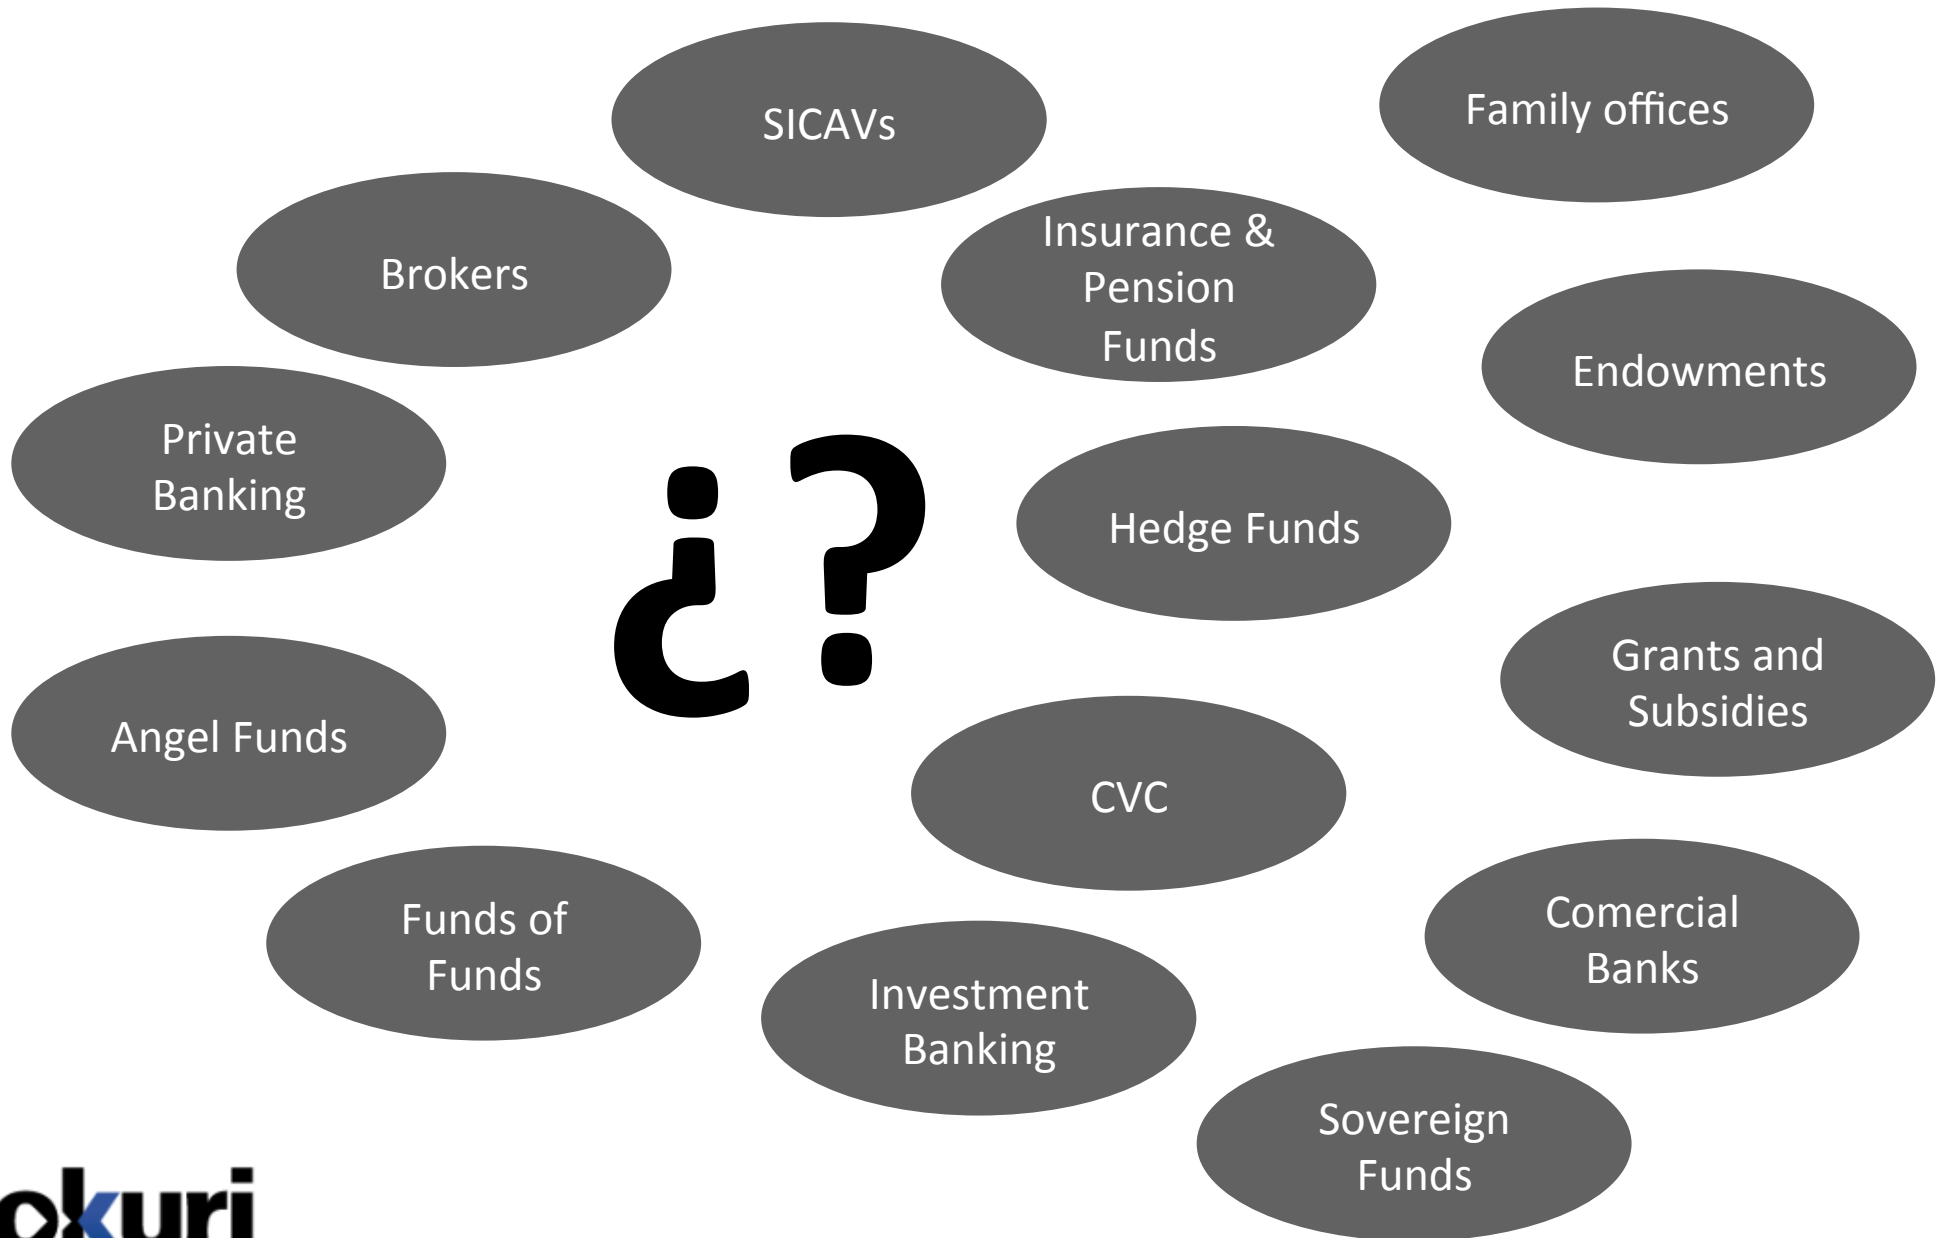 SICAVs
Family offices
Brokers
Insurance &
Pension
Funds
Endowments
Private
Banking
¿?
Hedge Funds
Grants and
Subsidies
Angel Funds
CVC
Funds of
Funds
Comercial
Banks
Investment
Banking
Sovereign
Funds
okuri